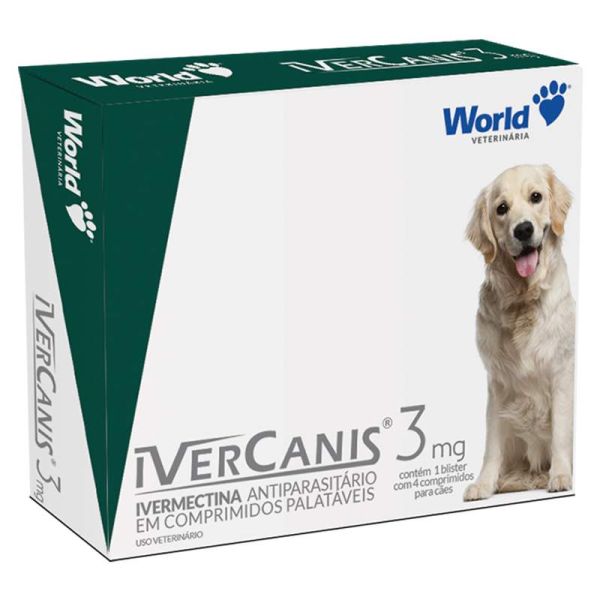 World
VETERINÁRIA
IVERCANIS® 3
mg
World
VETERINÁRIA
World
VETERINÁRIA
IVERCANIS® 3
mg
IVERCANIS® 3 mg
IVERMECTINA ANTIPARASITÁRIO
EM COMPRIMIDOS PALATÁVEIS
USO VETERINÁRIO
contém 1 blister
com 4 comprimidos
para cães